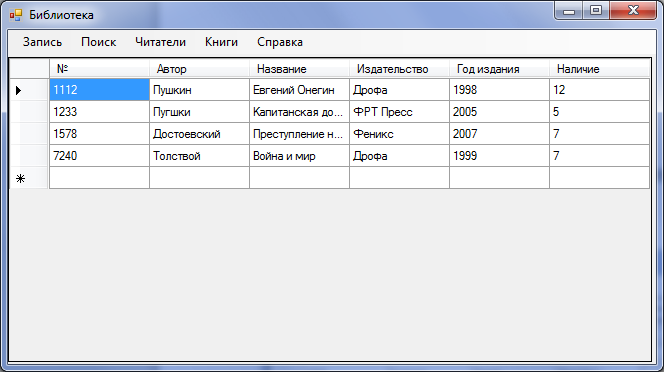 Библиотека
Запись Поиск Читатели Книги Справка
№ Автор Название Издательство Год издания Наличие
1112 Пушкин Евгений Онегин Дрофа 1998 12
1233 Пугшки Капитанская до... ФРТ Пресс 2005 5
1578 Достоевский Преступление н... Феникс 2007 7
7240 Толствой Война и мир Дрофа 1999 7